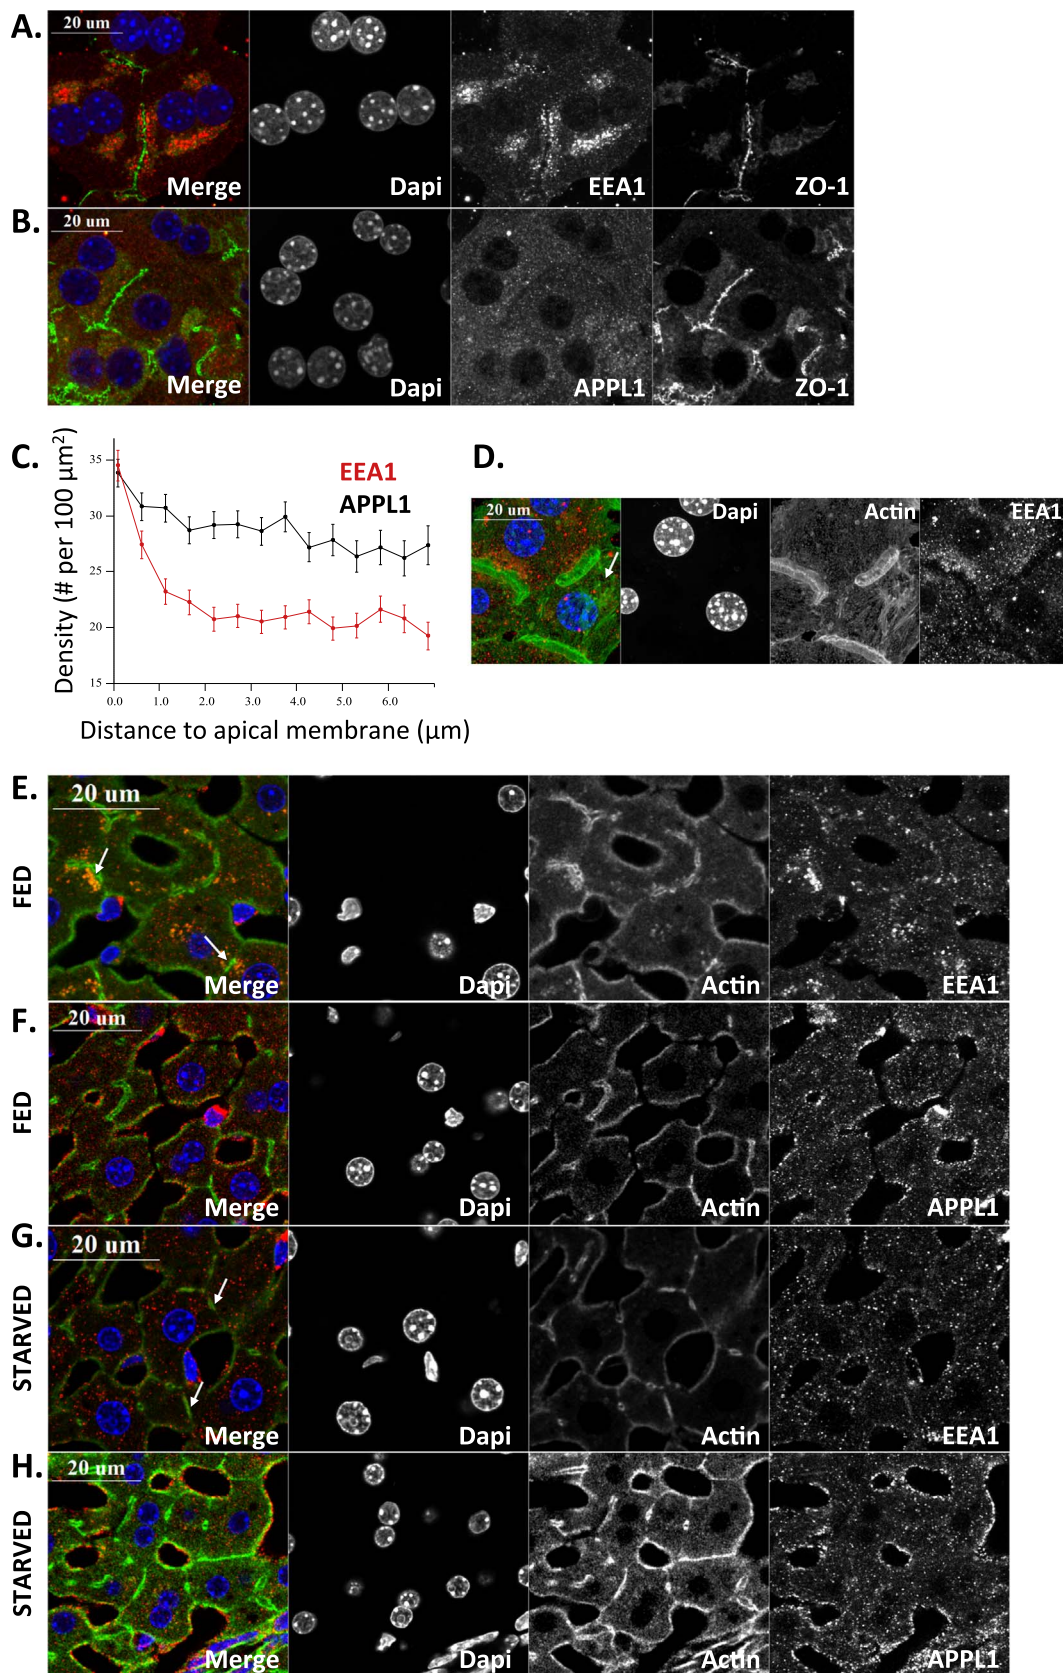 A.
20 um
Merge
Dapi
EEA1
ZO-1
B.
20 um
Merge
Dapi
APPL1
ZO-1
C.
Density (# per 100 µm²)
35
30
25
20
15
EEA1
APPL1
0.0 1.0 2.0 3.0 4.0 5.0 6.0
Distance to apical membrane (µm)
D.
20 um
Dapi
Actin
EEA1
E.
FED
20 um
Merge
Dapi
Actin
EEA1
F.
FED
20 um
Merge
Dapi
Actin
APPL1
G.
STARVED
20 um
Merge
Dapi
Actin
EEA1
H.
STARVED
20 um
Merge
Dapi
Actin
APPL1